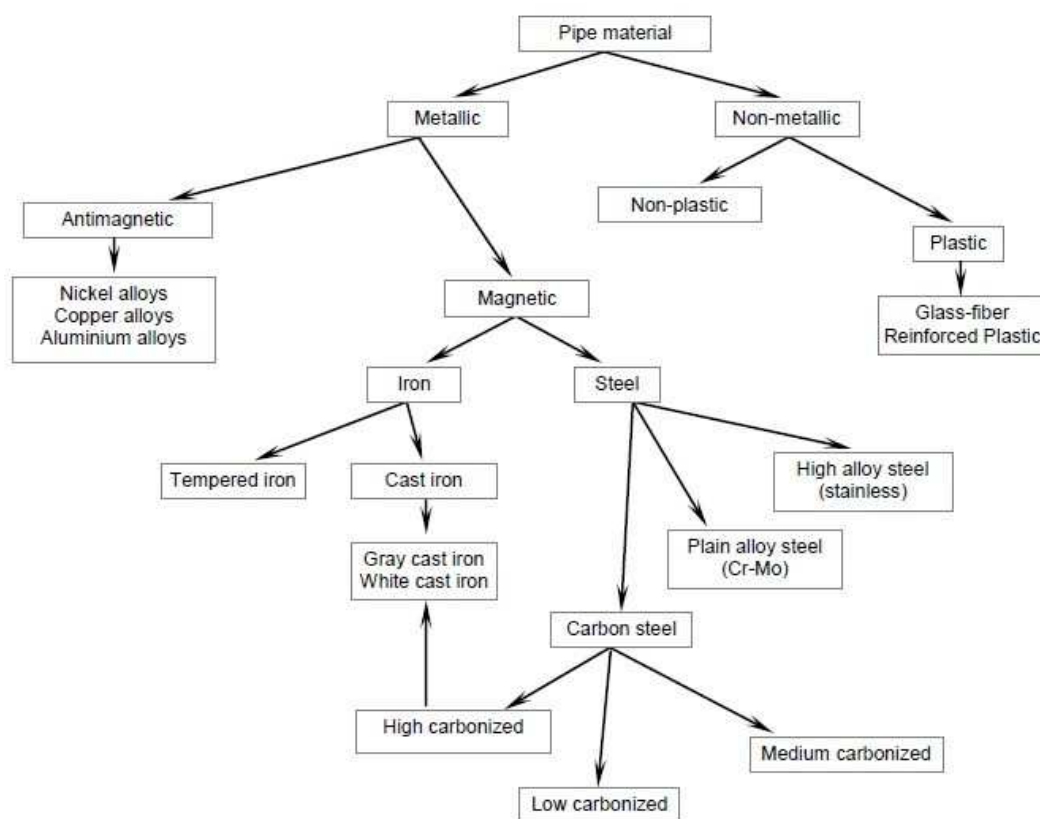 Pipe material
Metallic
Non-metallic
Non-plastic
Antimagnetic
Plastic
Nickel alloys
Copper alloys
Aluminium alloys
Magnetic
Glass-fiber
Reinforced Plastic
Iron
Steel
Tempered iron
Cast iron
High alloy steel
(stainless)
Gray cast iron
White cast iron
Plain alloy steel
(Cr-Mo)
Carbon steel
High carbonized
Medium carbonized
Low carbonized